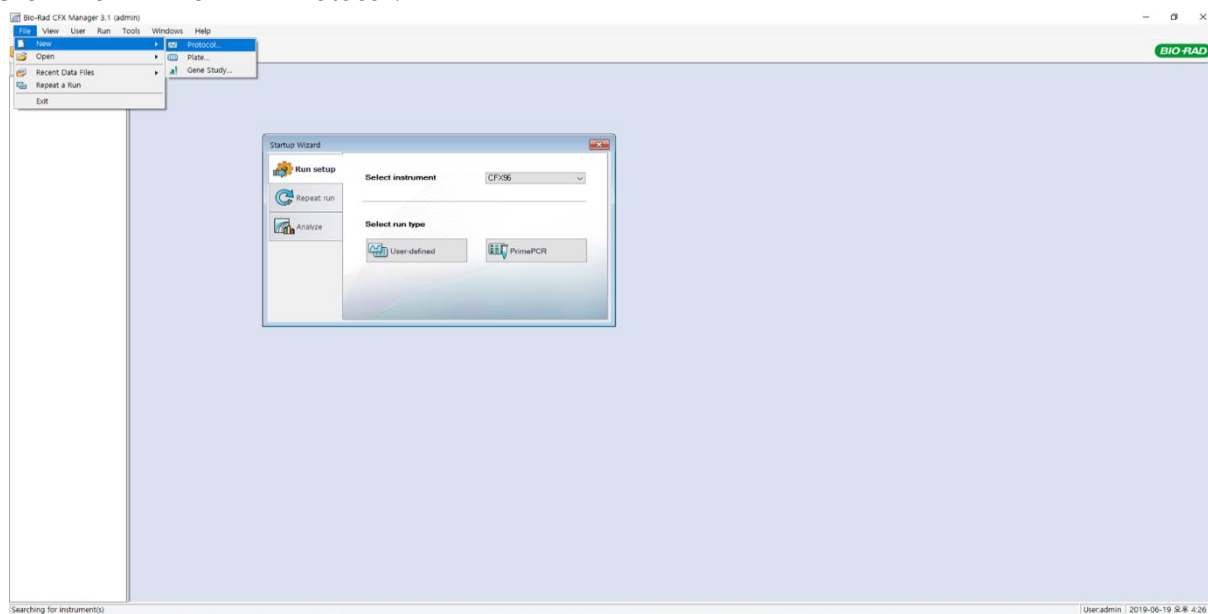 Bio-Rad CFX Manager 3.1 (admin)
File View User Run Tools Windows Help
New
Protocol...
Open
Plate...
Recent Data Files
Gene Study...
Repeat a Run
Exit
BIO-RAD
Startup Wizard
Run setup
Select instrument CFX96
Repeat run
Analyze
Select run type
User-defined PrimePCR
Searching for instrument(s)
User:admin 2019-06-19 오후 4:26